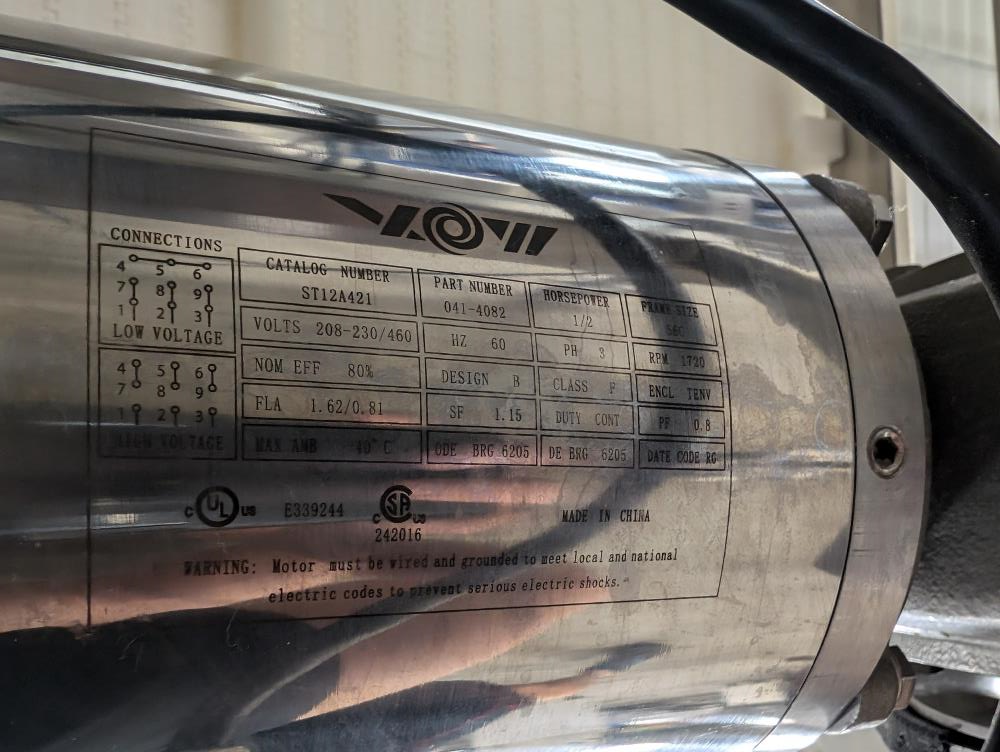 CONNECTIONS
4 5 6
7 8 9
1 2 3
LOW VOLTAGE
4 5 6
7 8 9
1 2 3
HIGH VOLTAGE
CATALOG NUMBER
ST12A421
PART NUMBER
041-4082
HORSEPOWER
1/2
FRAME SIZE
56C
VOLTS 208-230/460
HZ 60
PH 3
RPM 1720
NOM EFF 80%
DESIGN B
CLASS F
ENCL TENV
FLA 1.62/0.81
SF 1.15
DUTY CONT
PF 0.8
MAX AMB 40°C
ODE BRG 6205
DE BRG 6205
DATE CODE RG
c UL us E339244
c SA us
242016
MADE IN CHINA
WARNING: Motor must be wired and grounded to meet local and national
electric codes to prevent serious electric shocks.